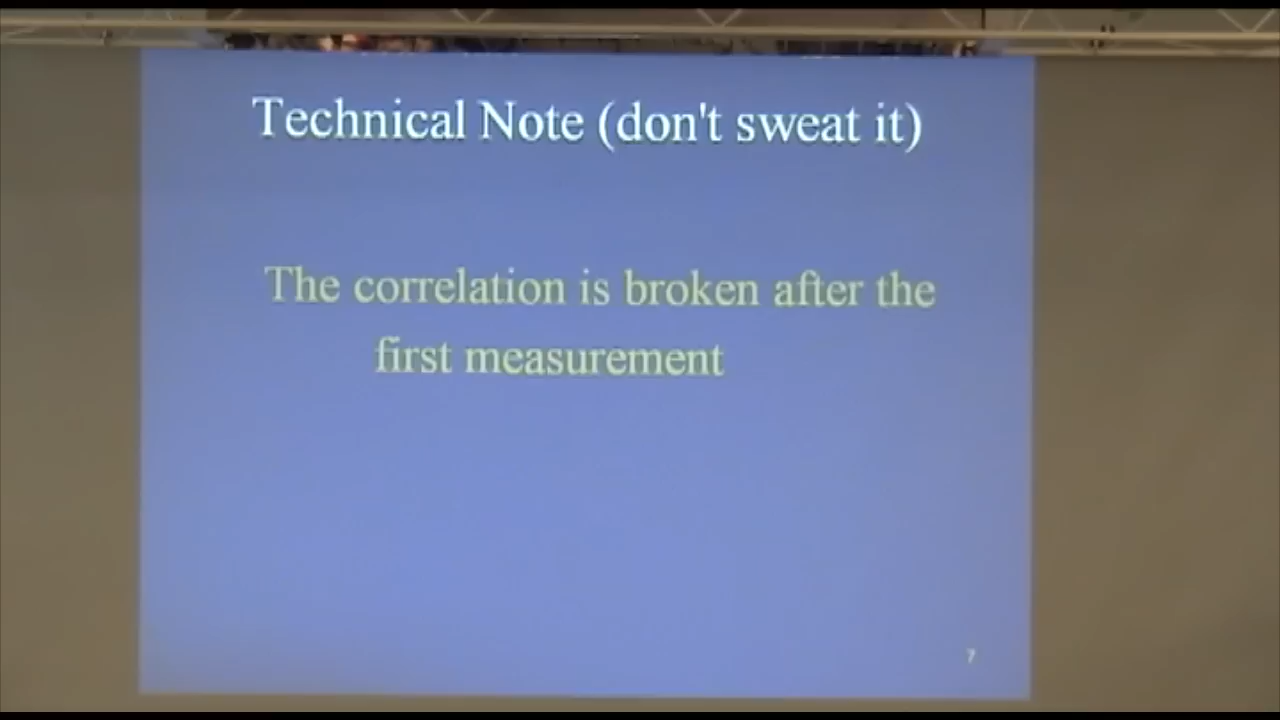 Technical Note (don't sweat it)
The correlation is broken after the
first measurement
7